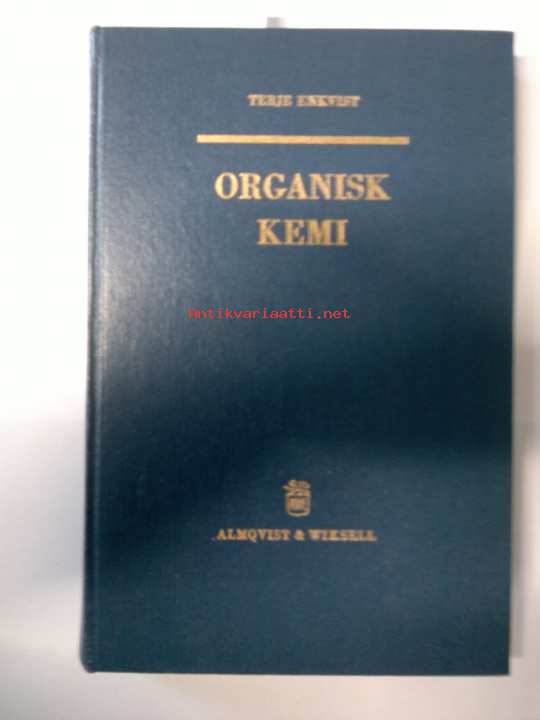 TERJE ENKVIST
ORGANISK
KEMI
Antikvariaatti.net
ALMQVIST & WIKSELL